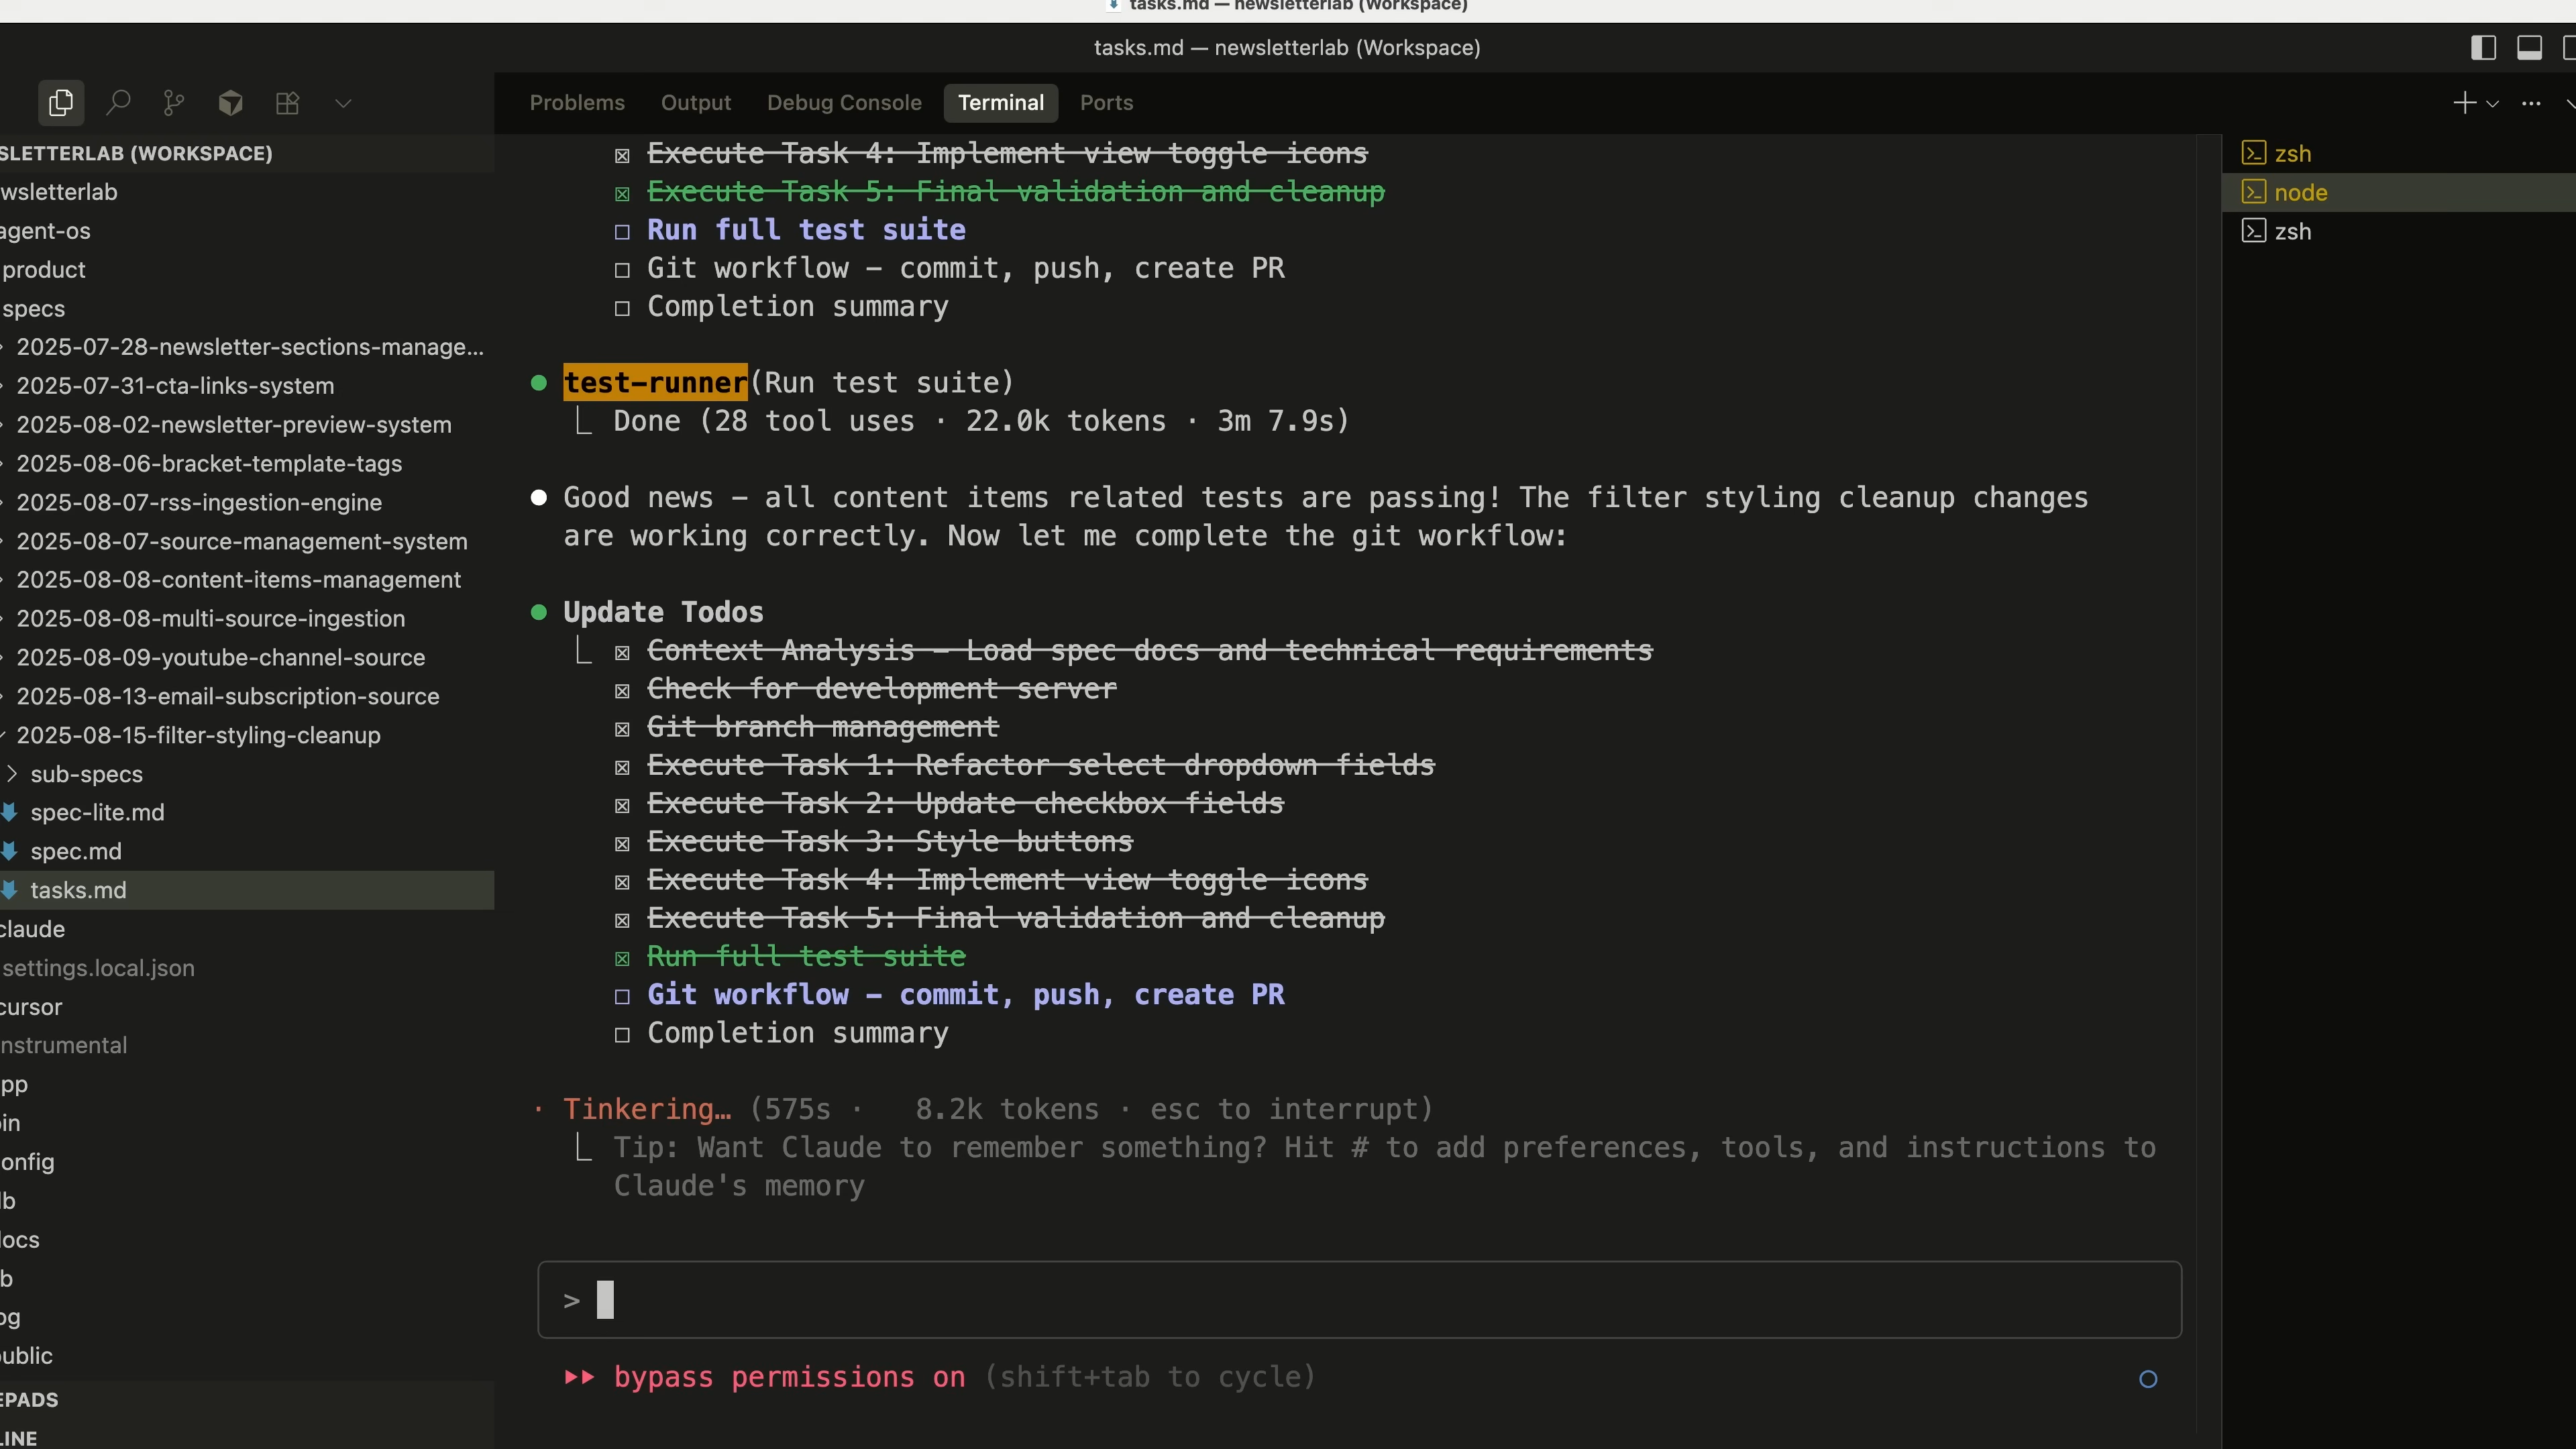 tasks.md — newsletterlab (Workspace)
tasks.md — newsletterlab (Workspace)
SLETTERLAB (WORKSPACE)
wsletterlab
agent-os
product
specs
2025-07-28-newsletter-sections-manage...
2025-07-31-cta-links-system
2025-08-02-newsletter-preview-system
2025-08-06-bracket-template-tags
2025-08-07-rss-ingestion-engine
2025-08-07-source-management-system
2025-08-08-content-items-management
2025-08-08-multi-source-ingestion
2025-08-09-youtube-channel-source
2025-08-13-email-subscription-source
2025-08-15-filter-styling-cleanup
sub-specs
spec-lite.md
spec.md
tasks.md
claude
settings.local.json
cursor
nstrumental
pp
in
onfig
lb
locs
b
og
public
EPADS
LINE
Problems Output Debug Console Terminal Ports
☒ Execute Task 4: Implement view toggle icons
☒ Execute Task 5: Final validation and cleanup
☐ Run full test suite
☐ Git workflow – commit, push, create PR
☐ Completion summary
● test-runner(Run test suite)
⎿ Done (28 tool uses · 22.0k tokens · 3m 7.9s)
● Good news – all content items related tests are passing! The filter styling cleanup changes
are working correctly. Now let me complete the git workflow:
● Update Todos
⎿ ☒ Context Analysis – Load spec docs and technical requirements
☒ Check for development server
☒ Git branch management
☒ Execute Task 1: Refactor select dropdown fields
☒ Execute Task 2: Update checkbox fields
☒ Execute Task 3: Style buttons
☒ Execute Task 4: Implement view toggle icons
☒ Execute Task 5: Final validation and cleanup
☒ Run full test suite
☐ Git workflow – commit, push, create PR
☐ Completion summary
· Tinkering… (575s · 8.2k tokens · esc to interrupt)
⎿ Tip: Want Claude to remember something? Hit # to add preferences, tools, and instructions to
Claude's memory
>
bypass permissions on (shift+tab to cycle)
zsh
node
zsh